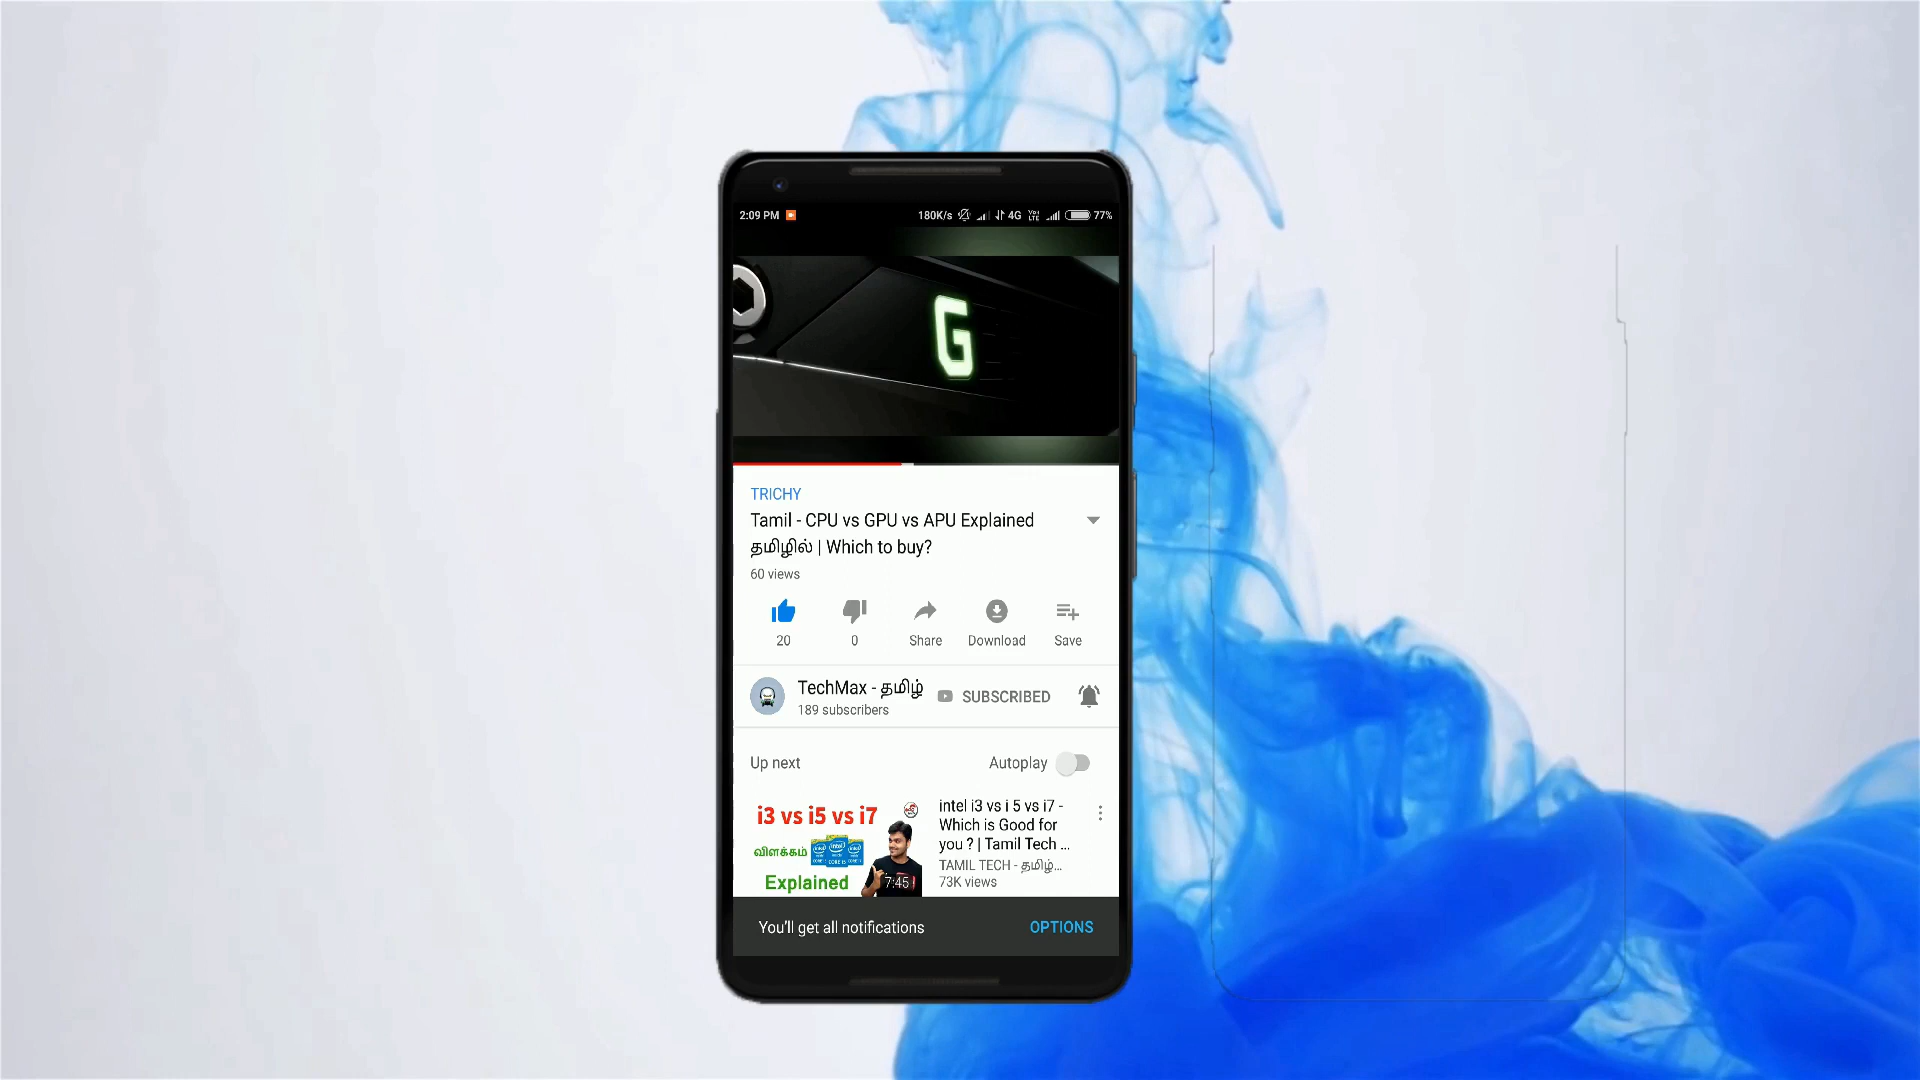 2:09 PM 180K/s 4G Vo LTE 77%
G
TRICHY
Tamil - CPU vs GPU vs APU Explained
தமிழில் | Which to buy?
60 views
20 0 Share Download Save
TechMax - தமிழ் SUBSCRIBED
189 subscribers
Up next Autoplay
i3 vs i5 vs i7
விளக்கம்
Explained
7:45
intel i3 vs i 5 vs i7 -
Which is Good for
you ? | Tamil Tech ...
TAMIL TECH - தமிழ்...
73K views
You'll get all notifications OPTIONS